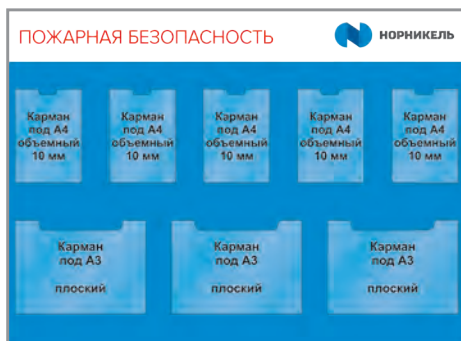 ПОЖАРНАЯ БЕЗОПАСНОСТЬ
НОРНИКЕЛЬ
Карман
под А4
объемный
10 мм
Карман
под А4
объемный
10 мм
Карман
под А4
объемный
10 мм
Карман
под А4
объемный
10 мм
Карман
под А4
объемный
10 мм
Карман
под А3
плоский
Карман
под А3
плоский
Карман
под А3
плоский